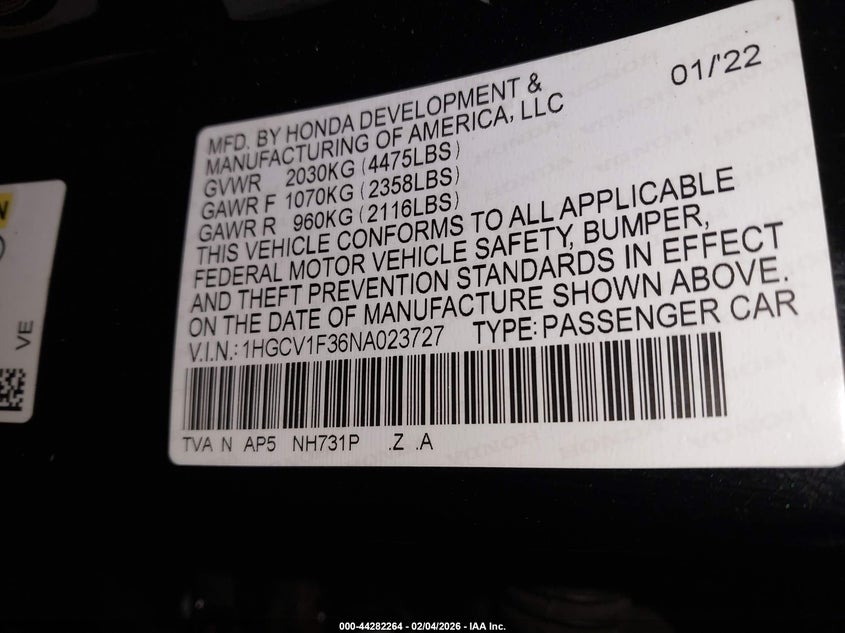 01/'22
MFD. BY HONDA DEVELOPMENT &
MANUFACTURING OF AMERICA, LLC
GVWR 2030KG (4475LBS)
GAWR F 1070KG (2358LBS)
GAWR R 960KG (2116LBS)
THIS VEHICLE CONFORMS TO ALL APPLICABLE
FEDERAL MOTOR VEHICLE SAFETY, BUMPER,
AND THEFT PREVENTION STANDARDS IN EFFECT
ON THE DATE OF MANUFACTURE SHOWN ABOVE.
V.I.N.: 1HGCV1F36NA023727 TYPE: PASSENGER CAR
TVA N AP5 NH731P .Z .A
N
VE
000-44282264 - 02/04/2026 - IAA Inc.